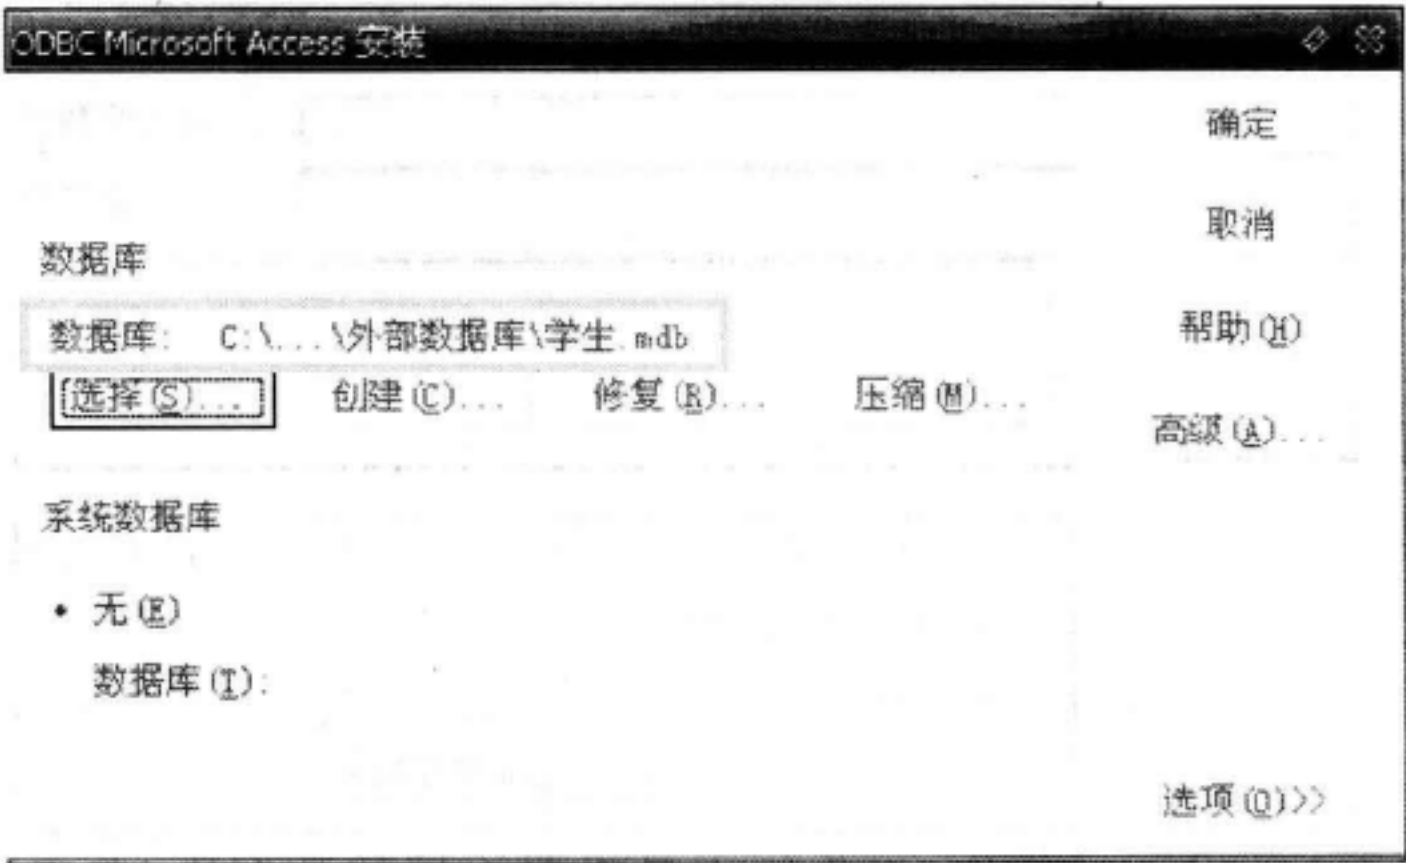 ODBC Microsoft Access 安装
确定
取消
数据库
数据库: C:\...\外部数据库\学生.mdb
帮助(H)
选择(S)... 创建(C)... 修复(R)... 压缩(M)...
高级(A)...
系统数据库
无(E)
数据库(T):
选项(O)>>